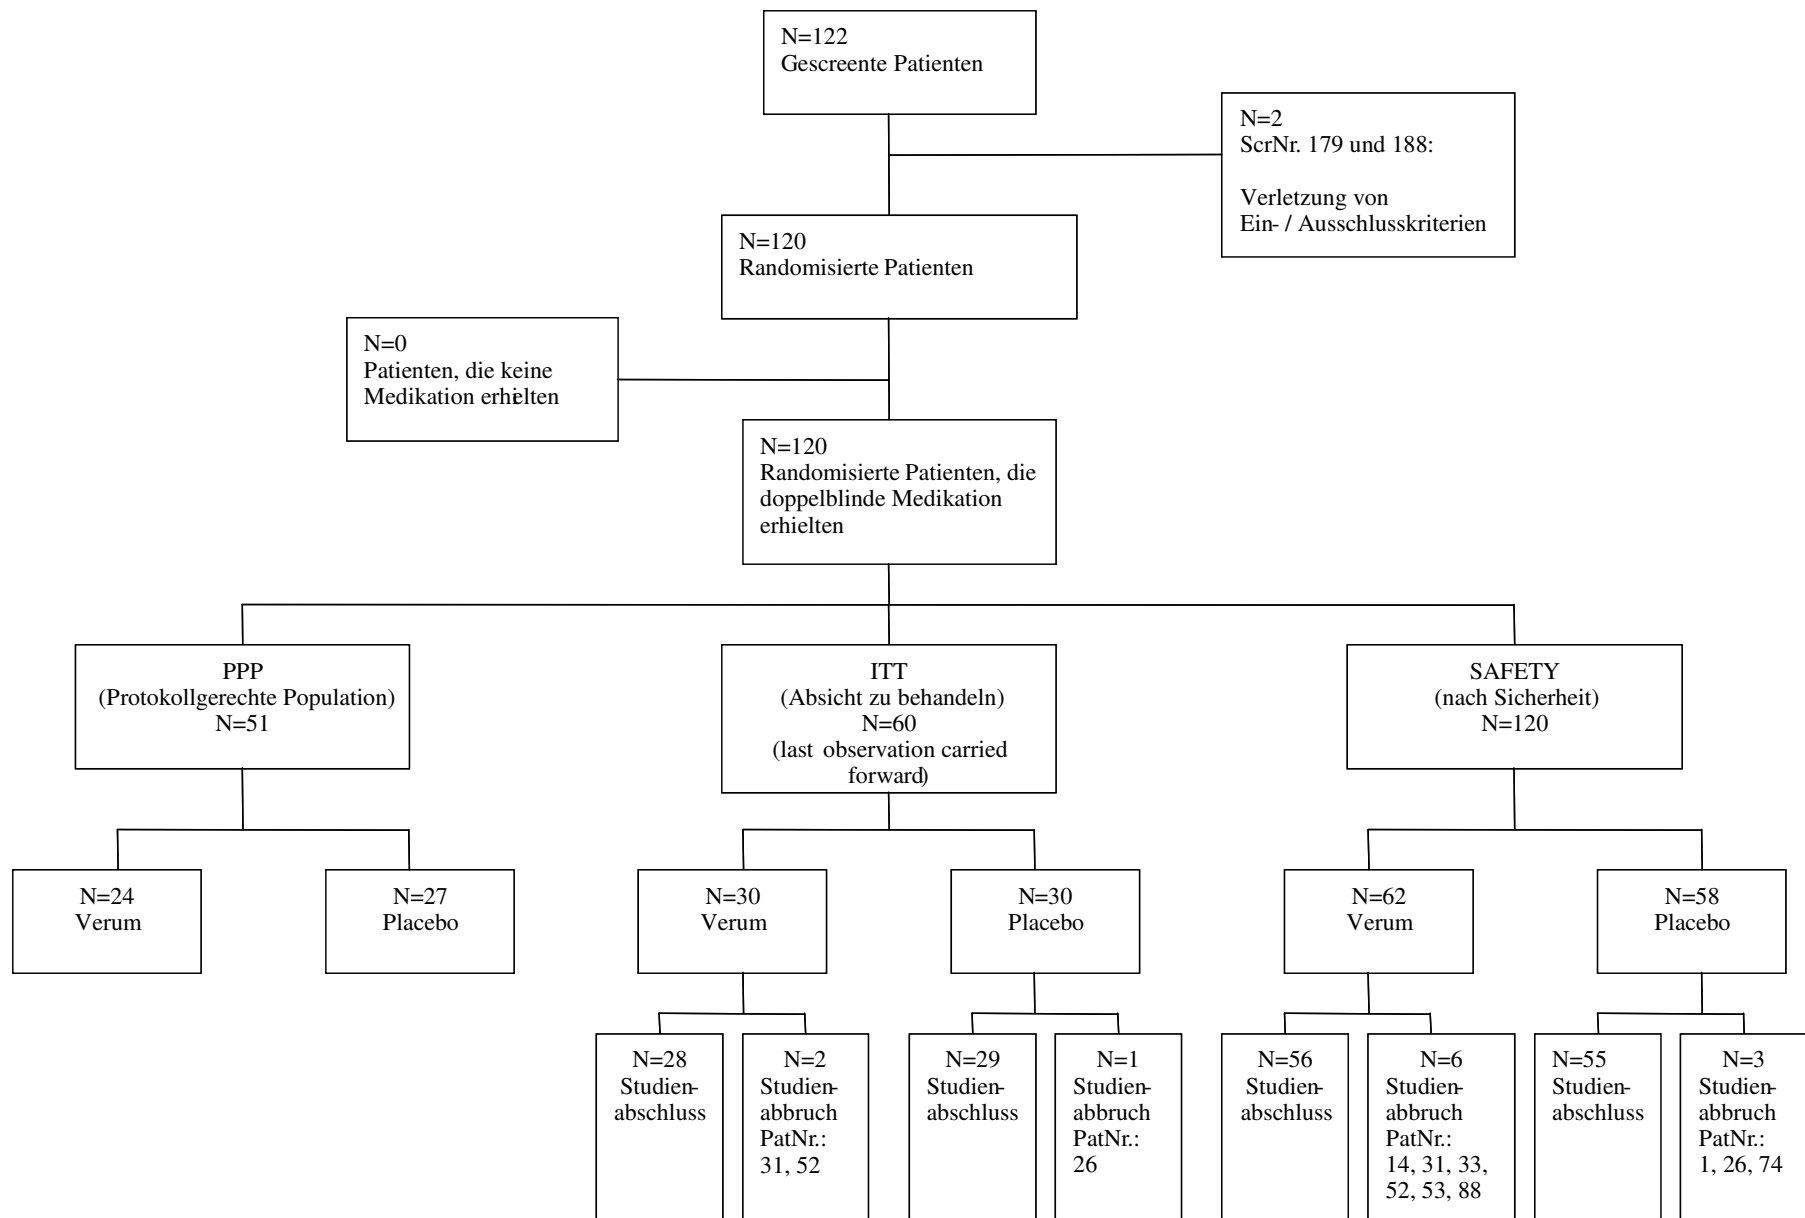 N=122
Gescreente Patienten
N=2
ScrNr. 179 und 188:
Verletzung von
Ein- / Ausschlusskriterien
N=120
Randomisierte Patienten
N=0
Patienten, die keine
Medikation erhielten
N=120
Randomisierte Patienten, die
doppelblinde Medikation
erhielten
PPP
(Protokollgerechte Population)
N=51
ITT
(Absicht zu behandeln)
N=60
(last observation carried
forward)
SAFETY
(nach Sicherheit)
N=120
N=24
Verum
N=27
Placebo
N=30
Verum
N=30
Placebo
N=62
Verum
N=58
Placebo
N=28
Studien-
abschluss
N=2
Studien-
abbruch
PatNr.:
31, 52
N=29
Studien-
abschluss
N=1
Studien-
abbruch
PatNr.:
26
N=56
Studien-
abschluss
N=6
Studien-
abbruch
PatNr.:
14, 31, 33,
52, 53, 88
N=55
Studien-
abschluss
N=3
Studien-
abbruch
PatNr.:
1, 26, 74